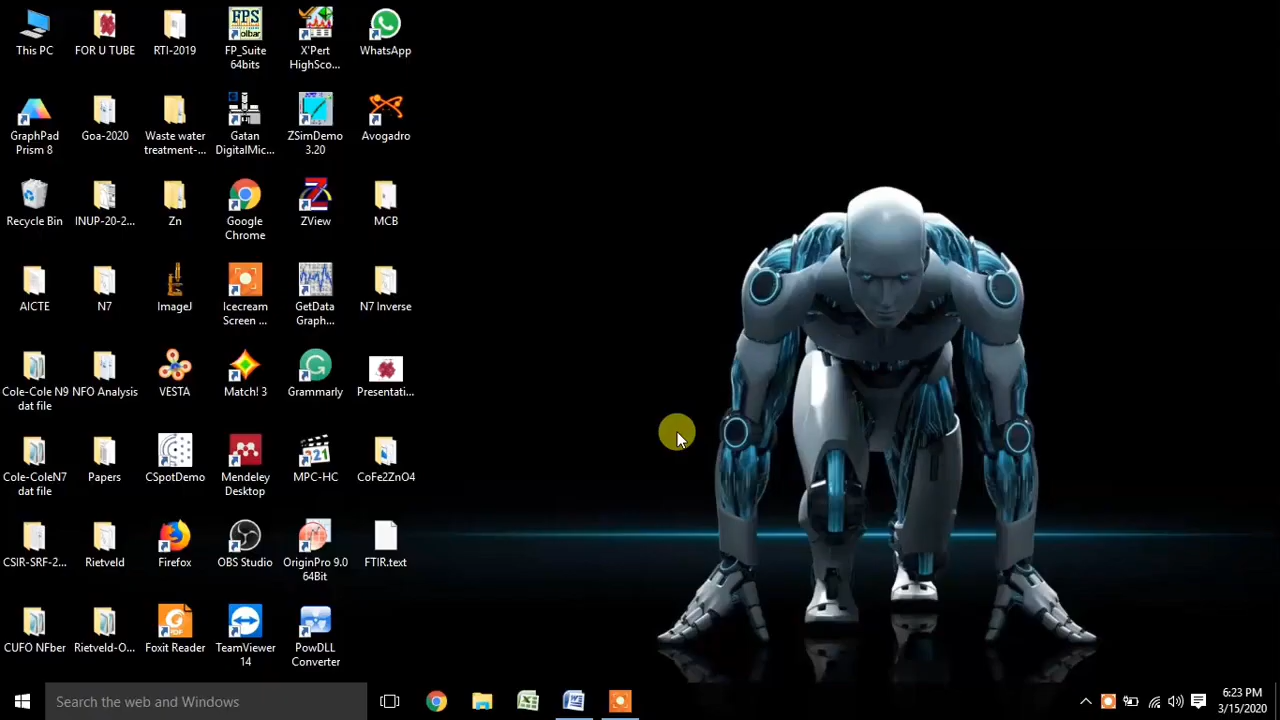 This PC
FOR U TUBE
RTI-2019
FPS
olbar
FP_Suite
64bits
X'Pert
HighSco...
WhatsApp
GraphPad
Prism 8
Goa-2020
Waste water
treatment-...
Gatan
DigitalMic...
ZSimDemo
3.20
Avogadro
Recycle Bin
INUP-20-2...
Zn
Google
Chrome
ZView
MCB
AICTE
N7
ImageJ
Icecream
Screen ...
GetData
Graph...
N7 Inverse
Cole-Cole N9
dat file
NFO Analysis
VESTA
Match! 3
Grammarly
Presentati...
Cole-ColeN7
dat file
Papers
CSpotDemo
Mendeley
Desktop
321
MPC-HC
CoFe2ZnO4
CSIR-SRF-2...
Rietveld
Firefox
OBS Studio
OriginPro 9.0
64Bit
FTIR.text
CUFO NFber
Rietveld-O...
PDF
Foxit Reader
TeamViewer
14
PowDLL
Converter
Search the web and Windows
6:23 PM
3/15/2020